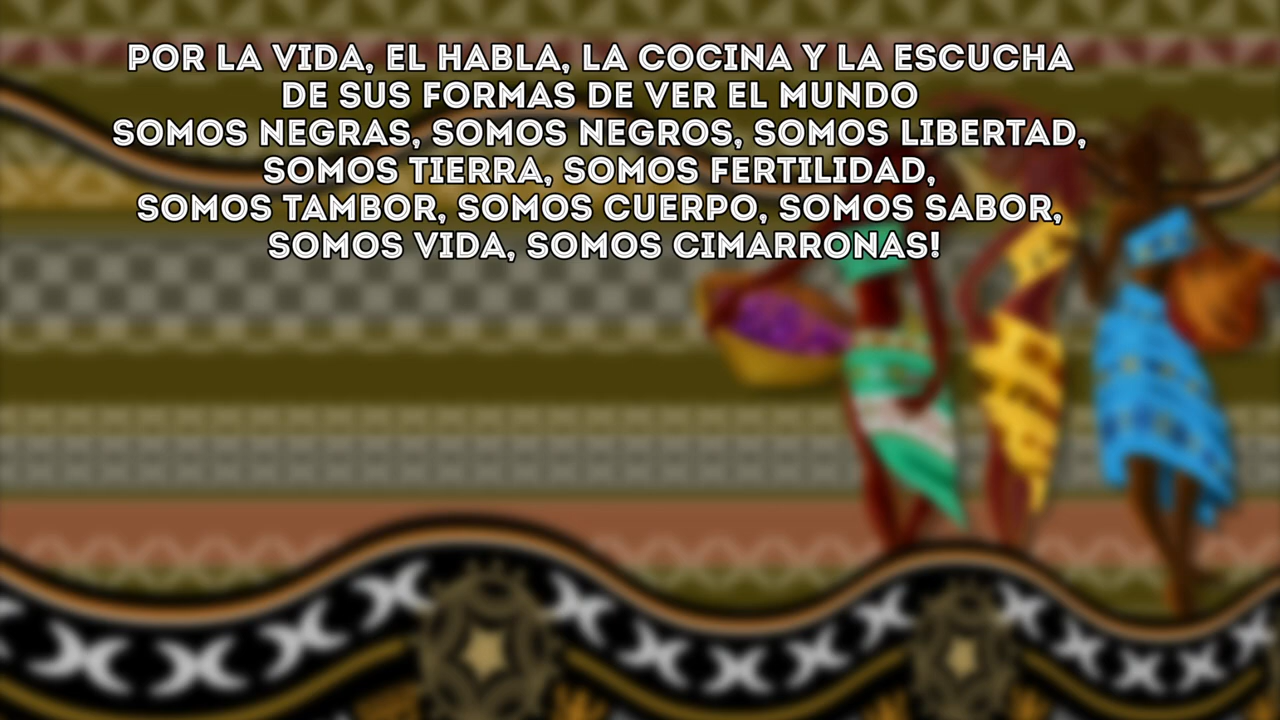 POR LA VIDA, EL HABLA, LA COCINA Y LA ESCUCHA
DE SUS FORMAS DE VER EL MUNDO
SOMOS NEGRAS, SOMOS NEGROS, SOMOS LIBERTAD,
SOMOS TIERRA, SOMOS FERTILIDAD,
SOMOS TAMBOR, SOMOS CUERPO, SOMOS SABOR,
SOMOS VIDA, SOMOS CIMARRONAS!